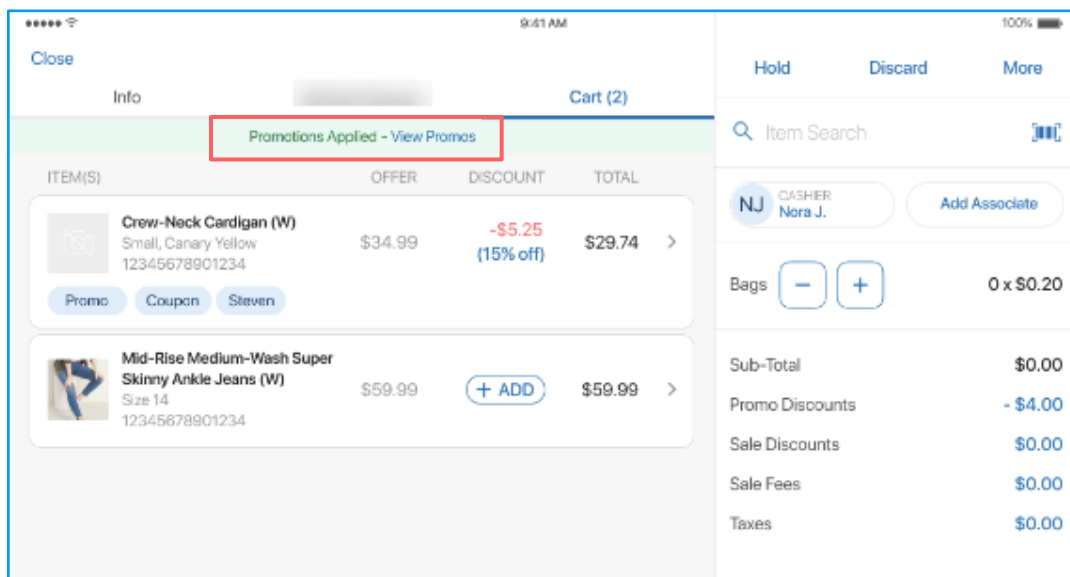 9:41 AM
100%
Close
Hold Discard More
Info Cart (2)
Promotions Applied - View Promos
Item Search
ITEM(S) OFFER DISCOUNT TOTAL
Crew-Neck Cardigan (W)
Small, Canary Yellow
12345678901234
$34.99
-$5.25
(15% off)
$29.74
Promo Coupon Steven
Mid-Rise Medium-Wash Super
Skinny Ankle Jeans (W)
Size 14
12345678901234
$59.99
+ ADD
$59.99
NJ
CASHIER
Nora J.
Add Associate
Bags − + 0 x $0.20
Sub-Total $0.00
Promo Discounts - $4.00
Sale Discounts $0.00
Sale Fees $0.00
Taxes $0.00